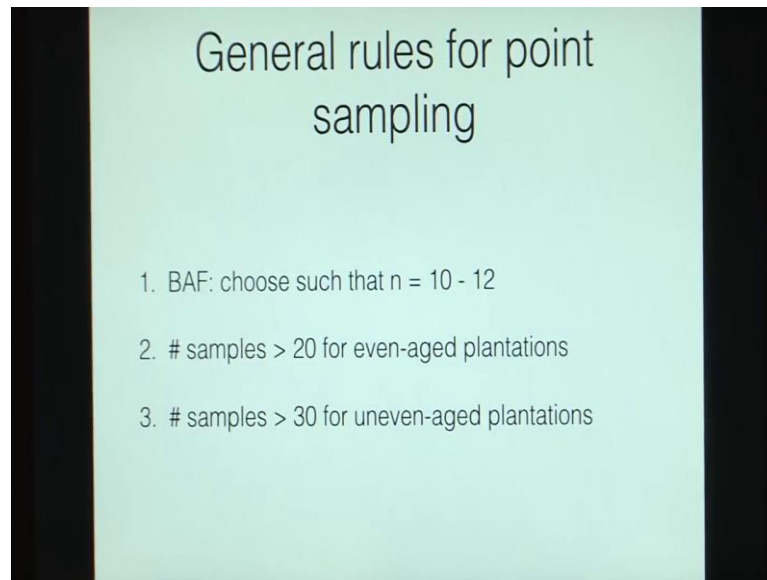 General rules for point
sampling
1. BAF: choose such that n = 10 - 12
2. # samples > 20 for even-aged plantations
3. # samples > 30 for uneven-aged plantations